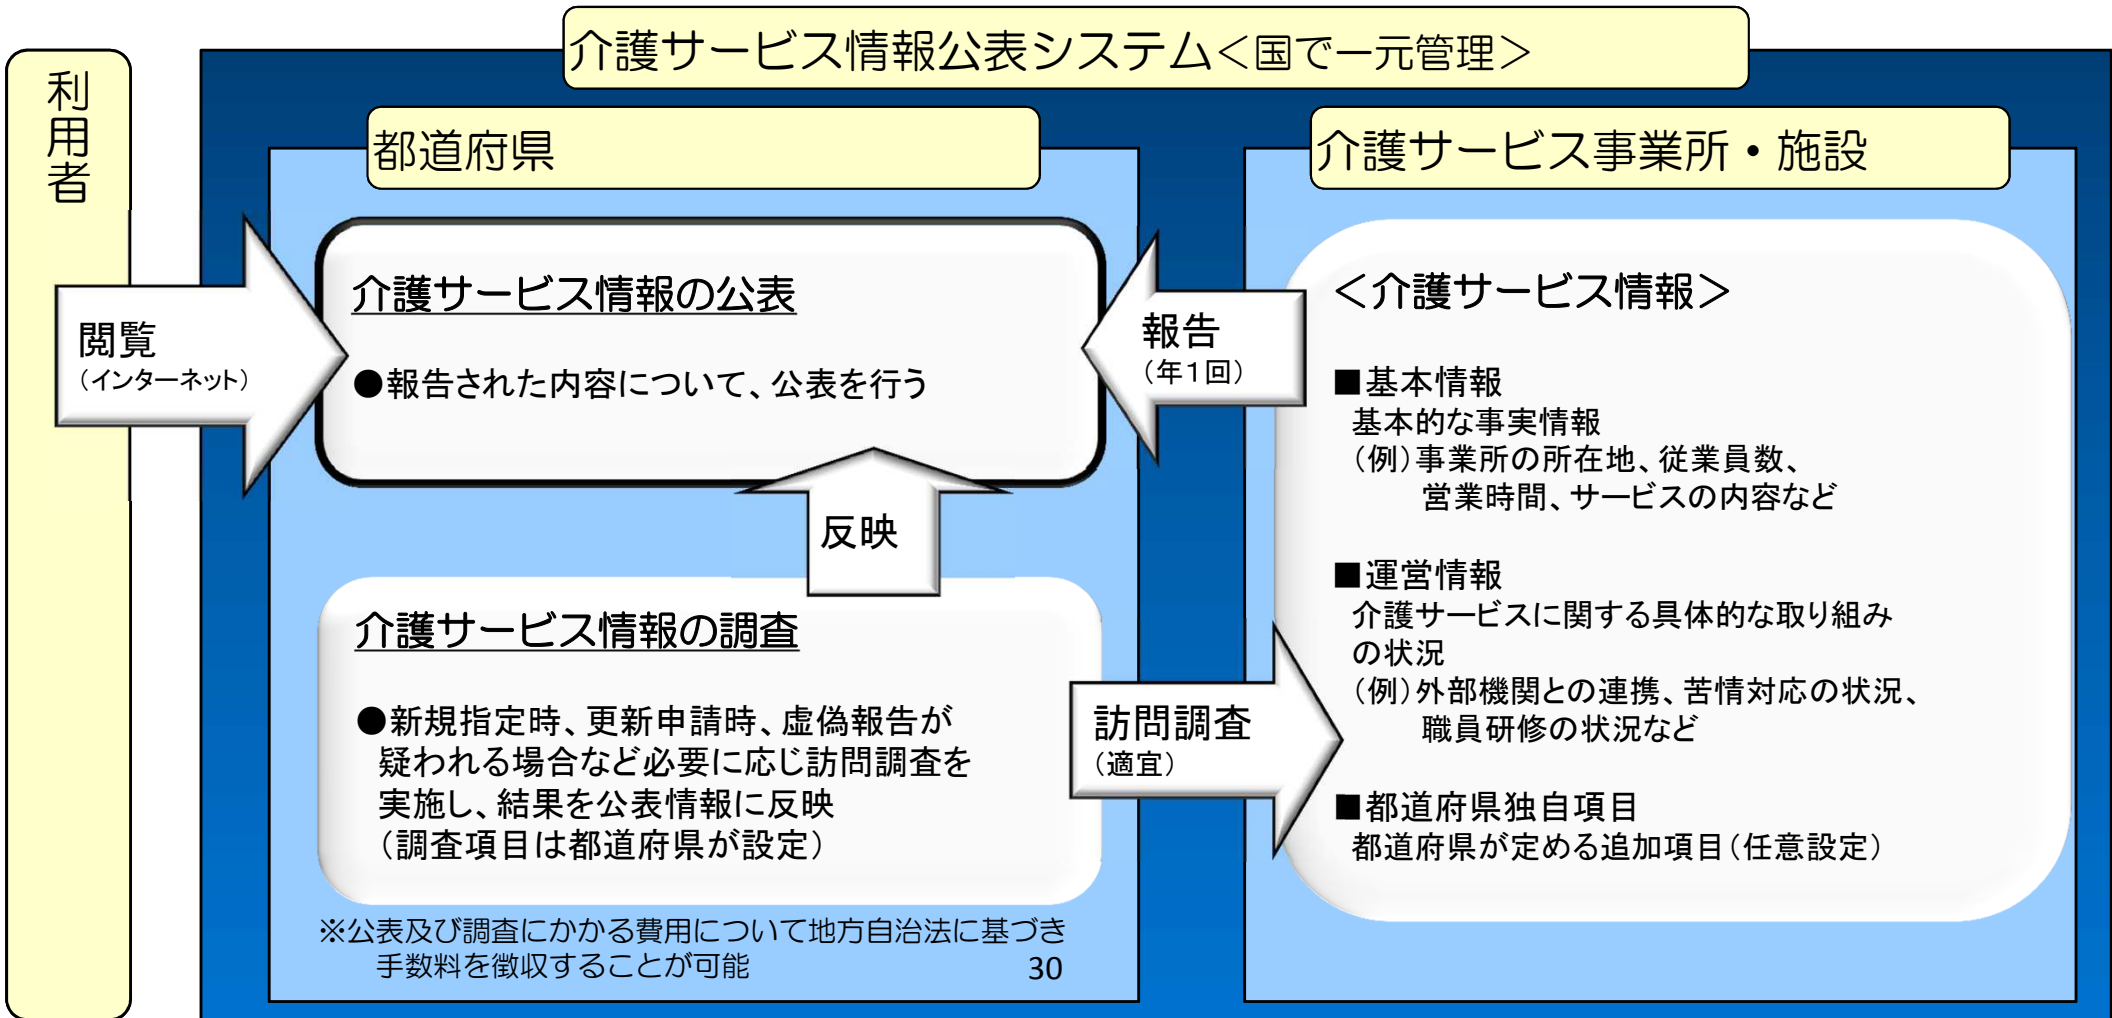 介護サービス情報公表システム＜国で一元管理＞
利用者
都道府県
介護サービス事業所・施設
閲覧
（インターネット）
介護サービス情報の公表
●報告された内容について、公表を行う
報告
（年１回）
反映
介護サービス情報の調査
●新規指定時、更新申請時、虚偽報告が
疑われる場合など必要に応じ訪問調査を
実施し、結果を公表情報に反映
（調査項目は都道府県が設定）
訪問調査
（適宜）
※公表及び調査にかかる費用について地方自治法に基づき
手数料を徴収することが可能
30
＜介護サービス情報＞
■基本情報
基本的な事実情報
（例）事業所の所在地、従業員数、
営業時間、サービスの内容など
■運営情報
介護サービスに関する具体的な取り組み
の状況
（例）外部機関との連携、苦情対応の状況、
職員研修の状況など
■都道府県独自項目
都道府県が定める追加項目（任意設定）